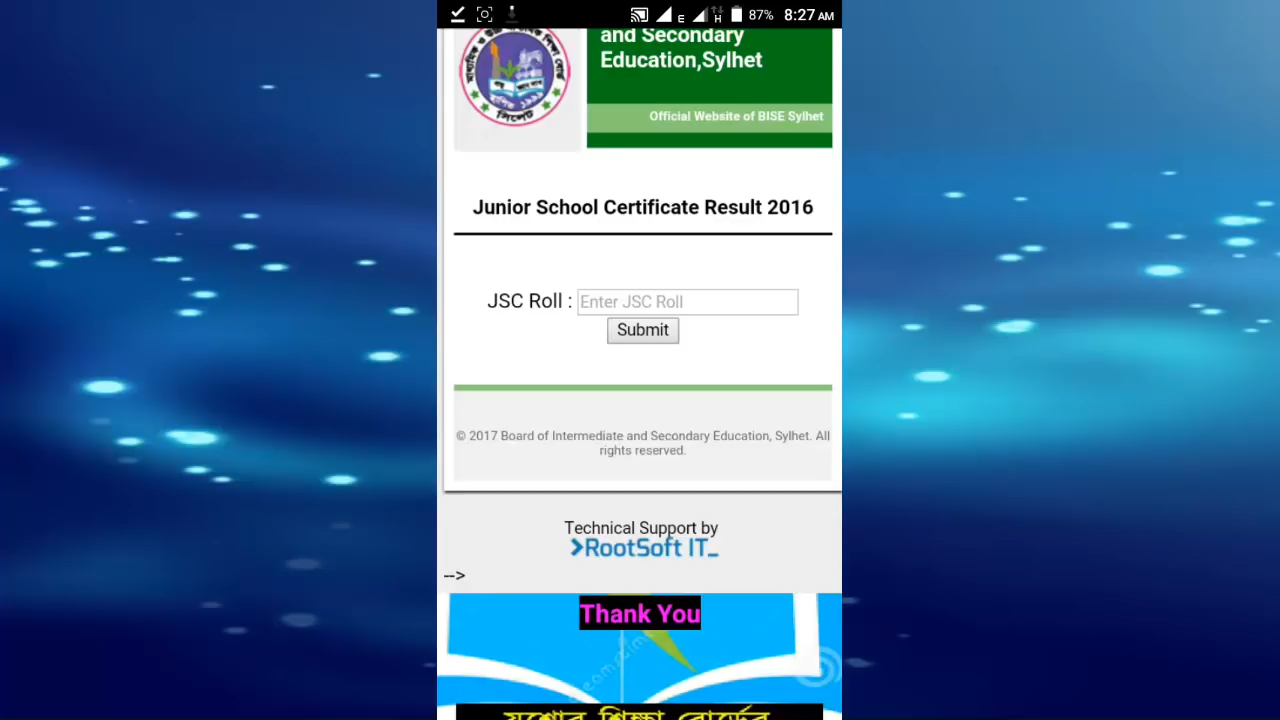 E
H
87%
8:27 AM
and Secondary
Education,Sylhet
Official Website of BISE Sylhet
সিলেট
Junior School Certificate Result 2016
JSC Roll : Enter JSC Roll
Submit
© 2017 Board of Intermediate and Secondary Education, Sylhet. All
rights reserved.
Technical Support by
RootSoft IT_
-->
Thank You
যশোর শিক্ষা বোর্ডের